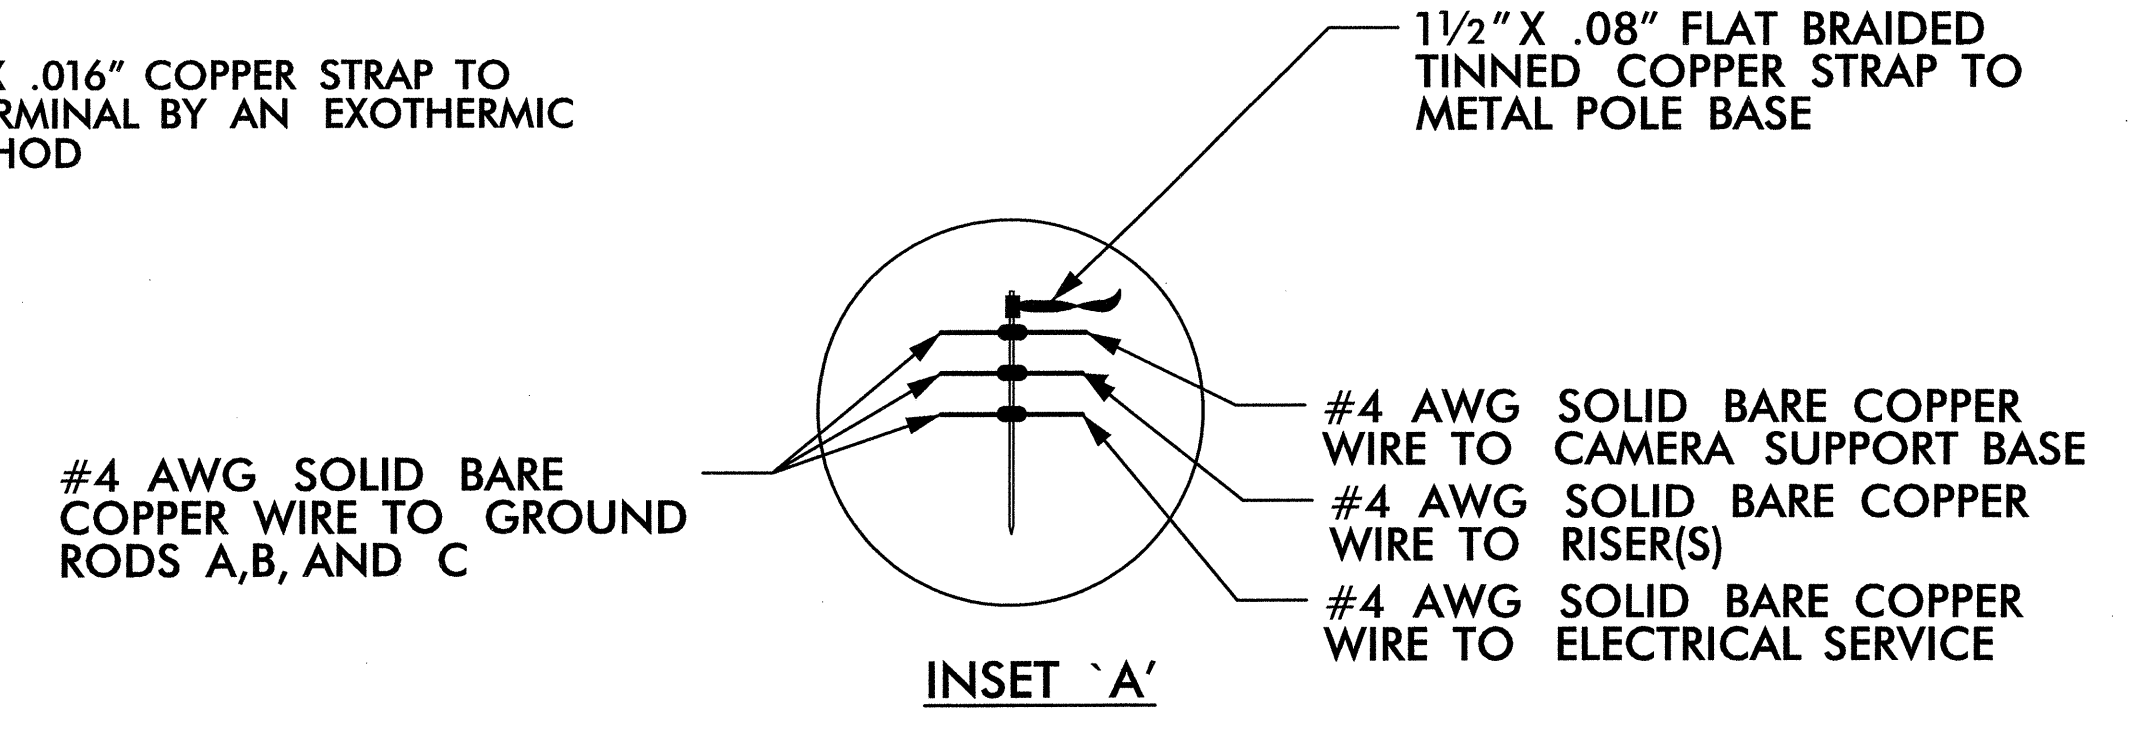 X .016" COPPER STRAP TO
RMINAL BY AN EXOTHERMIC
HOD
1 1/2" X .08" FLAT BRAIDED
TINNED COPPER STRAP TO
METAL POLE BASE
#4 AWG SOLID BARE
COPPER WIRE TO GROUND
RODS A,B, AND C
#4 AWG SOLID BARE COPPER
WIRE TO CAMERA SUPPORT BASE
#4 AWG SOLID BARE COPPER
WIRE TO RISER(S)
#4 AWG SOLID BARE COPPER
WIRE TO ELECTRICAL SERVICE
INSET `A'